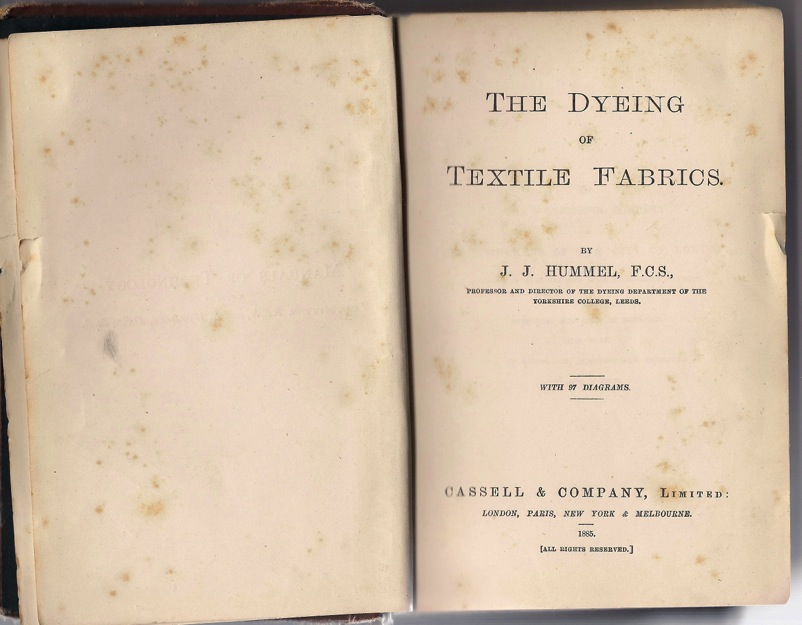 THE DYEING
OF
TEXTILE FABRICS.
BY
J. J. HUMMEL, F.C.S.,
PROFESSOR AND DIRECTOR OF THE DYEING DEPARTMENT OF THE
YORKSHIRE COLLEGE, LEEDS.
WITH 97 DIAGRAMS.
CASSELL & COMPANY, LIMITED:
LONDON, PARIS, NEW YORK & MELBOURNE.
1885.
[ALL RIGHTS RESERVED.]